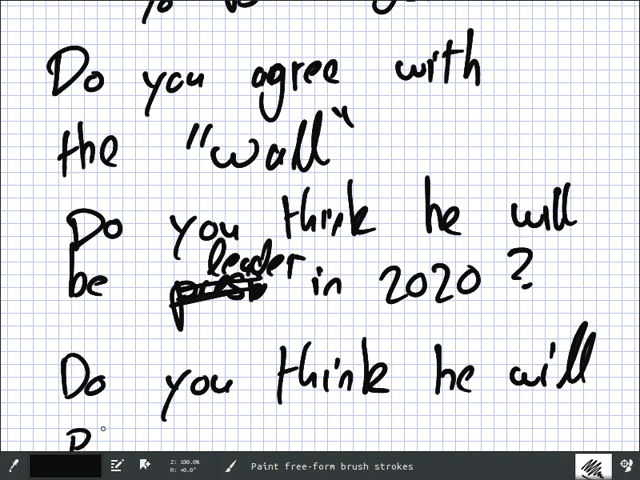 Do you agree with
the "wall"
Do you think he will
leader
be in 2020 ?
Do you think he will
Z: 100.0%
R: +0.0°
Paint free-form brush strokes